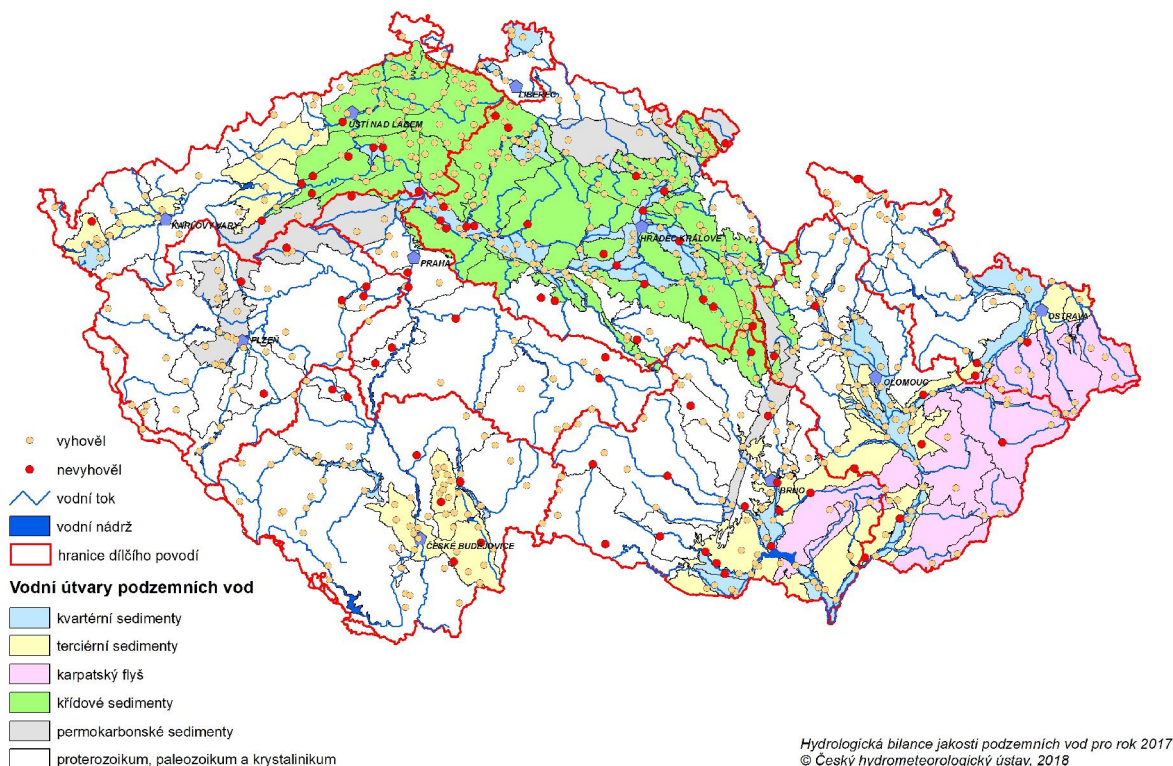 LIBEREC
ÚSTÍ NAD LABEM
KARLOVY VARY
HRADEC KRÁLOVÉ
PRAHA
OSTRAVA
PLZEŇ
OLOMOUC
BRNO
ČESKÉ BUDĚJOVICE
vyhověl
nevyhověl
vodní tok
vodní nádrž
hranice dílčího povodí
Vodní útvary podzemních vod
kvartérní sedimenty
terciérní sedimenty
karpatský flyš
křídové sedimenty
permokarbonské sedimenty
proterozoikum, paleozoikum a krystalinikum
Hydrologická bilance jakosti podzemních vod pro rok 2017
© Český hydrometeorologický ústav, 2018